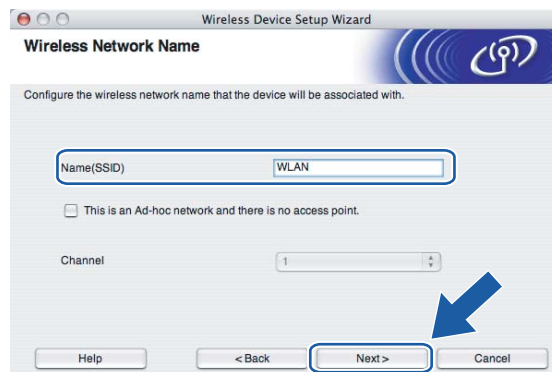 Wireless Device Setup Wizard
Wireless Network Name
Configure the wireless network name that the device will be associated with.
Name(SSID) WLAN
This is an Ad-hoc network and there is no access point.
Channel 1
Help < Back Next > Cancel